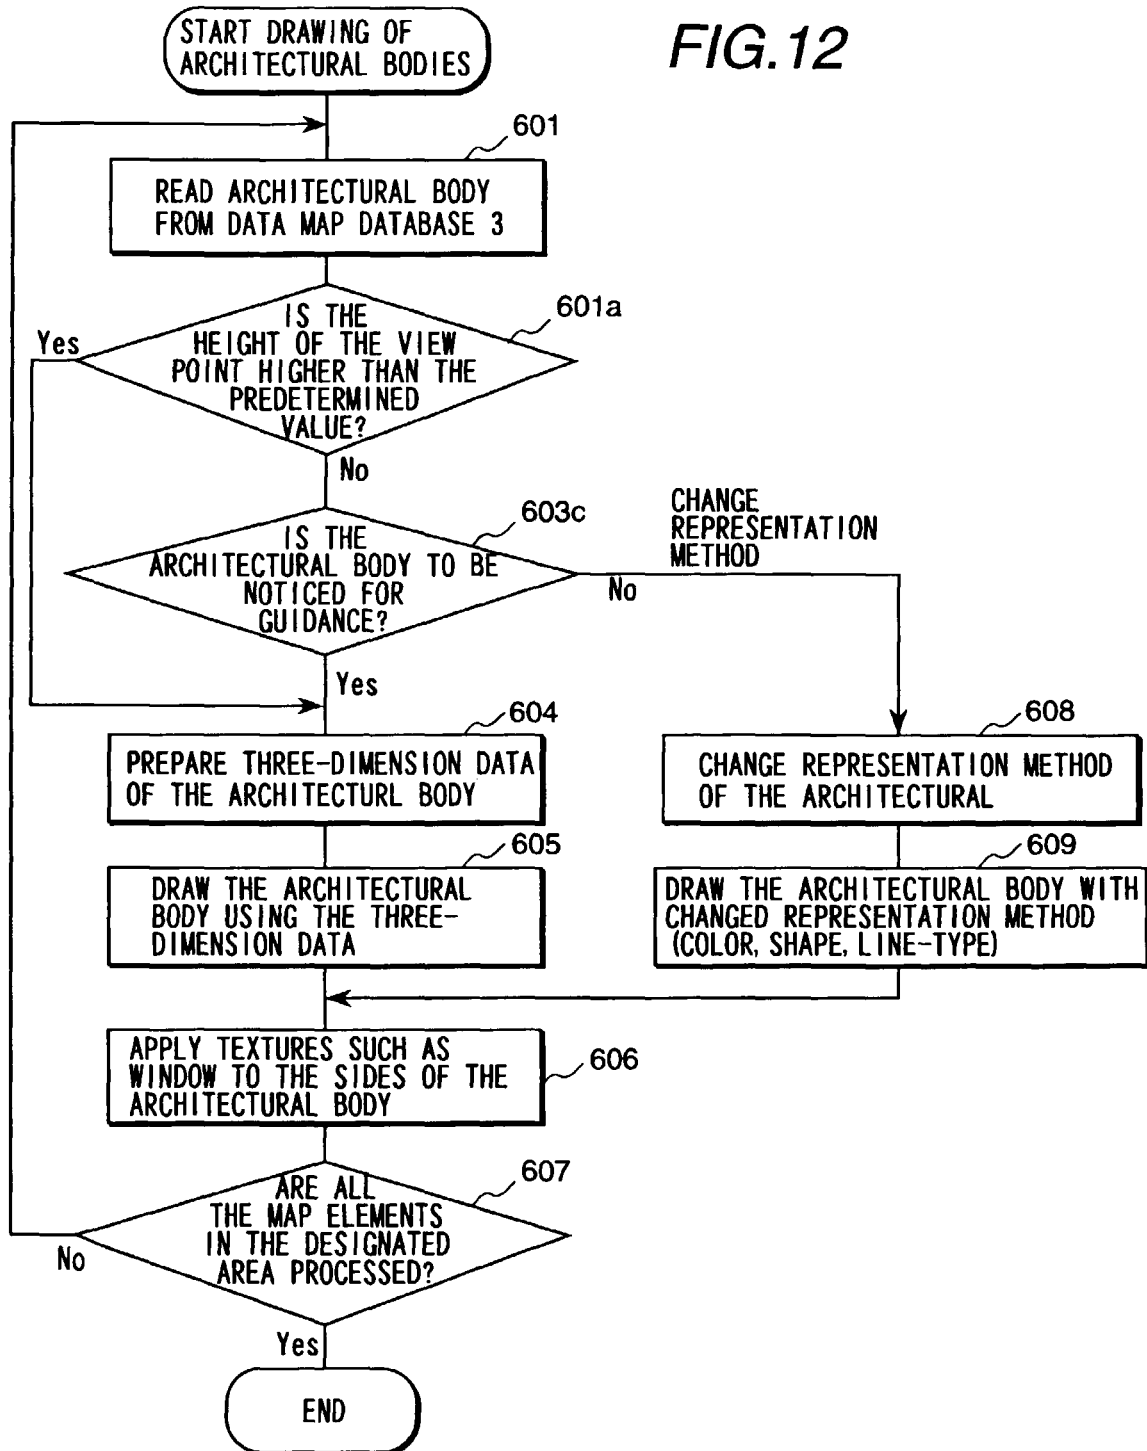 START DRAWING OF
ARCHITECTURAL BODIES
FIG.12
601
READ ARCHITECTURAL BODY
FROM DATA MAP DATABASE 3
601a
IS THE
HEIGHT OF THE VIEW
POINT HIGHER THAN THE
PREDETERMINED
VALUE?
Yes
No
603c
IS THE
ARCHITECTURAL BODY TO BE
NOTICED FOR
GUIDANCE?
CHANGE
REPRESENTATION
METHOD
No
Yes
604
PREPARE THREE-DIMENSION DATA
OF THE ARCHITECTURL BODY
608
CHANGE REPRESENTATION METHOD
OF THE ARCHITECTURAL
605
DRAW THE ARCHITECTURAL
BODY USING THE THREE-
DIMENSION DATA
609
DRAW THE ARCHITECTURAL BODY WITH
CHANGED REPRESENTATION METHOD
(COLOR, SHAPE, LINE-TYPE)
APPLY TEXTURES SUCH AS
WINDOW TO THE SIDES OF THE
ARCHITECTURAL BODY
606
607
ARE ALL
THE MAP ELEMENTS
IN THE DESIGNATED
AREA PROCESSED?
No
Yes
END